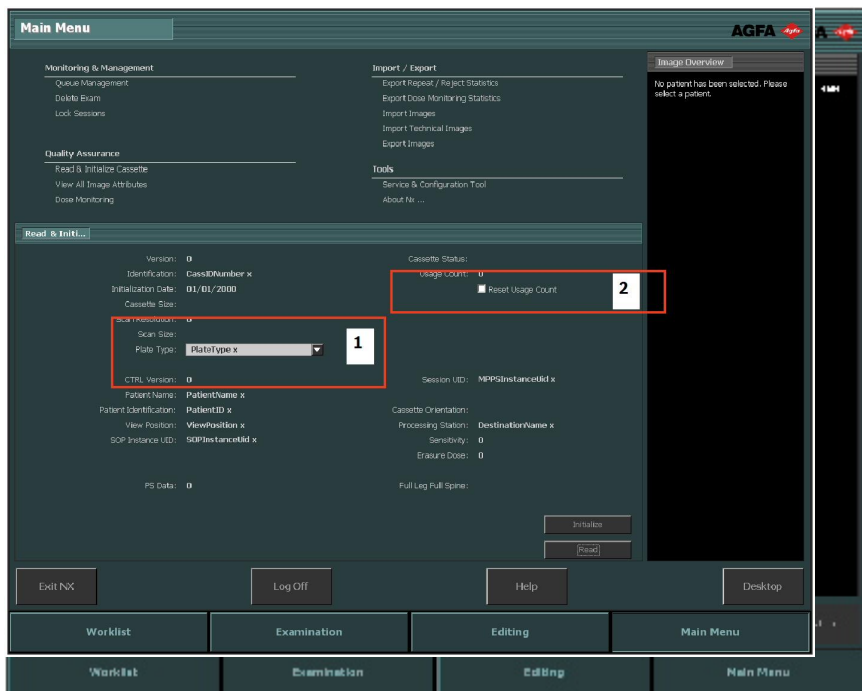 Main Menu
AGFA
Monitoring & Management
Queue Management
Delete Exam
Lock Sessions
Quality Assurance
Read & Initialize Cassette
View All Image Attributes
Dose Monitoring
Import / Export
Export Repeat / Reject Statistics
Export Dose Monitoring Statistics
Import Images
Import Technical Images
Export Images
Tools
Service & Configuration Tool
About Nx ...
Image Overview
No patient has been selected. Please
select a patient.
Read & Initi...
Version: 0
Identification: CassIDNumber x
Initialization Date: 01/01/2000
Cassette Size:
Scan Resolution: 0
Scan Size:
Plate Type: PlateType x
1
CTRL Version: 0
Patient Name: PatientName x
Patient Identification: PatientID x
View Position: ViewPosition x
SOP Instance UID: SOPInstanceUid x
PS Data: 0
Cassette Status:
Usage Count: 0
Reset Usage Count
2
Session UID: MPPSInstanceUid x
Cassette Orientation:
Processing Station: DestinationName x
Sensitivity: 0
Erasure Dose: 0
Full Leg Full Spine:
Initialize
Read
Exit NX
Log Off
Help
Desktop
Worklist
Examination
Editing
Main Menu
Worklist
Examination
Editing
Main Menu